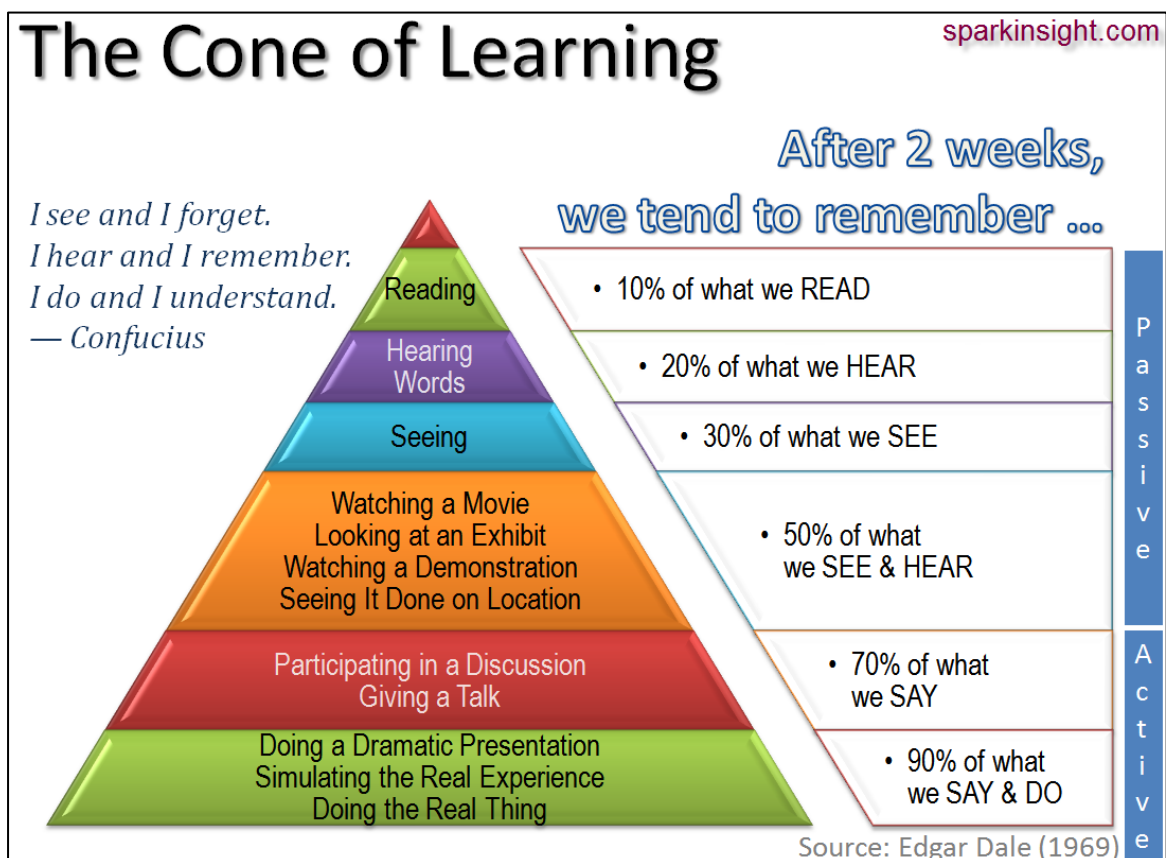 The Cone of Learning
sparkinsight.com
After 2 weeks,
we tend to remember ...
I see and I forget.
I hear and I remember.
I do and I understand.
— Confucius
Reading
• 10% of what we READ
Hearing
Words
• 20% of what we HEAR
Seeing
• 30% of what we SEE
Watching a Movie
Looking at an Exhibit
Watching a Demonstration
Seeing It Done on Location
• 50% of what
we SEE & HEAR
Passive
Participating in a Discussion
Giving a Talk
• 70% of what
we SAY
Doing a Dramatic Presentation
Simulating the Real Experience
Doing the Real Thing
• 90% of what
we SAY & DO
Active
Source: Edgar Dale (1969)